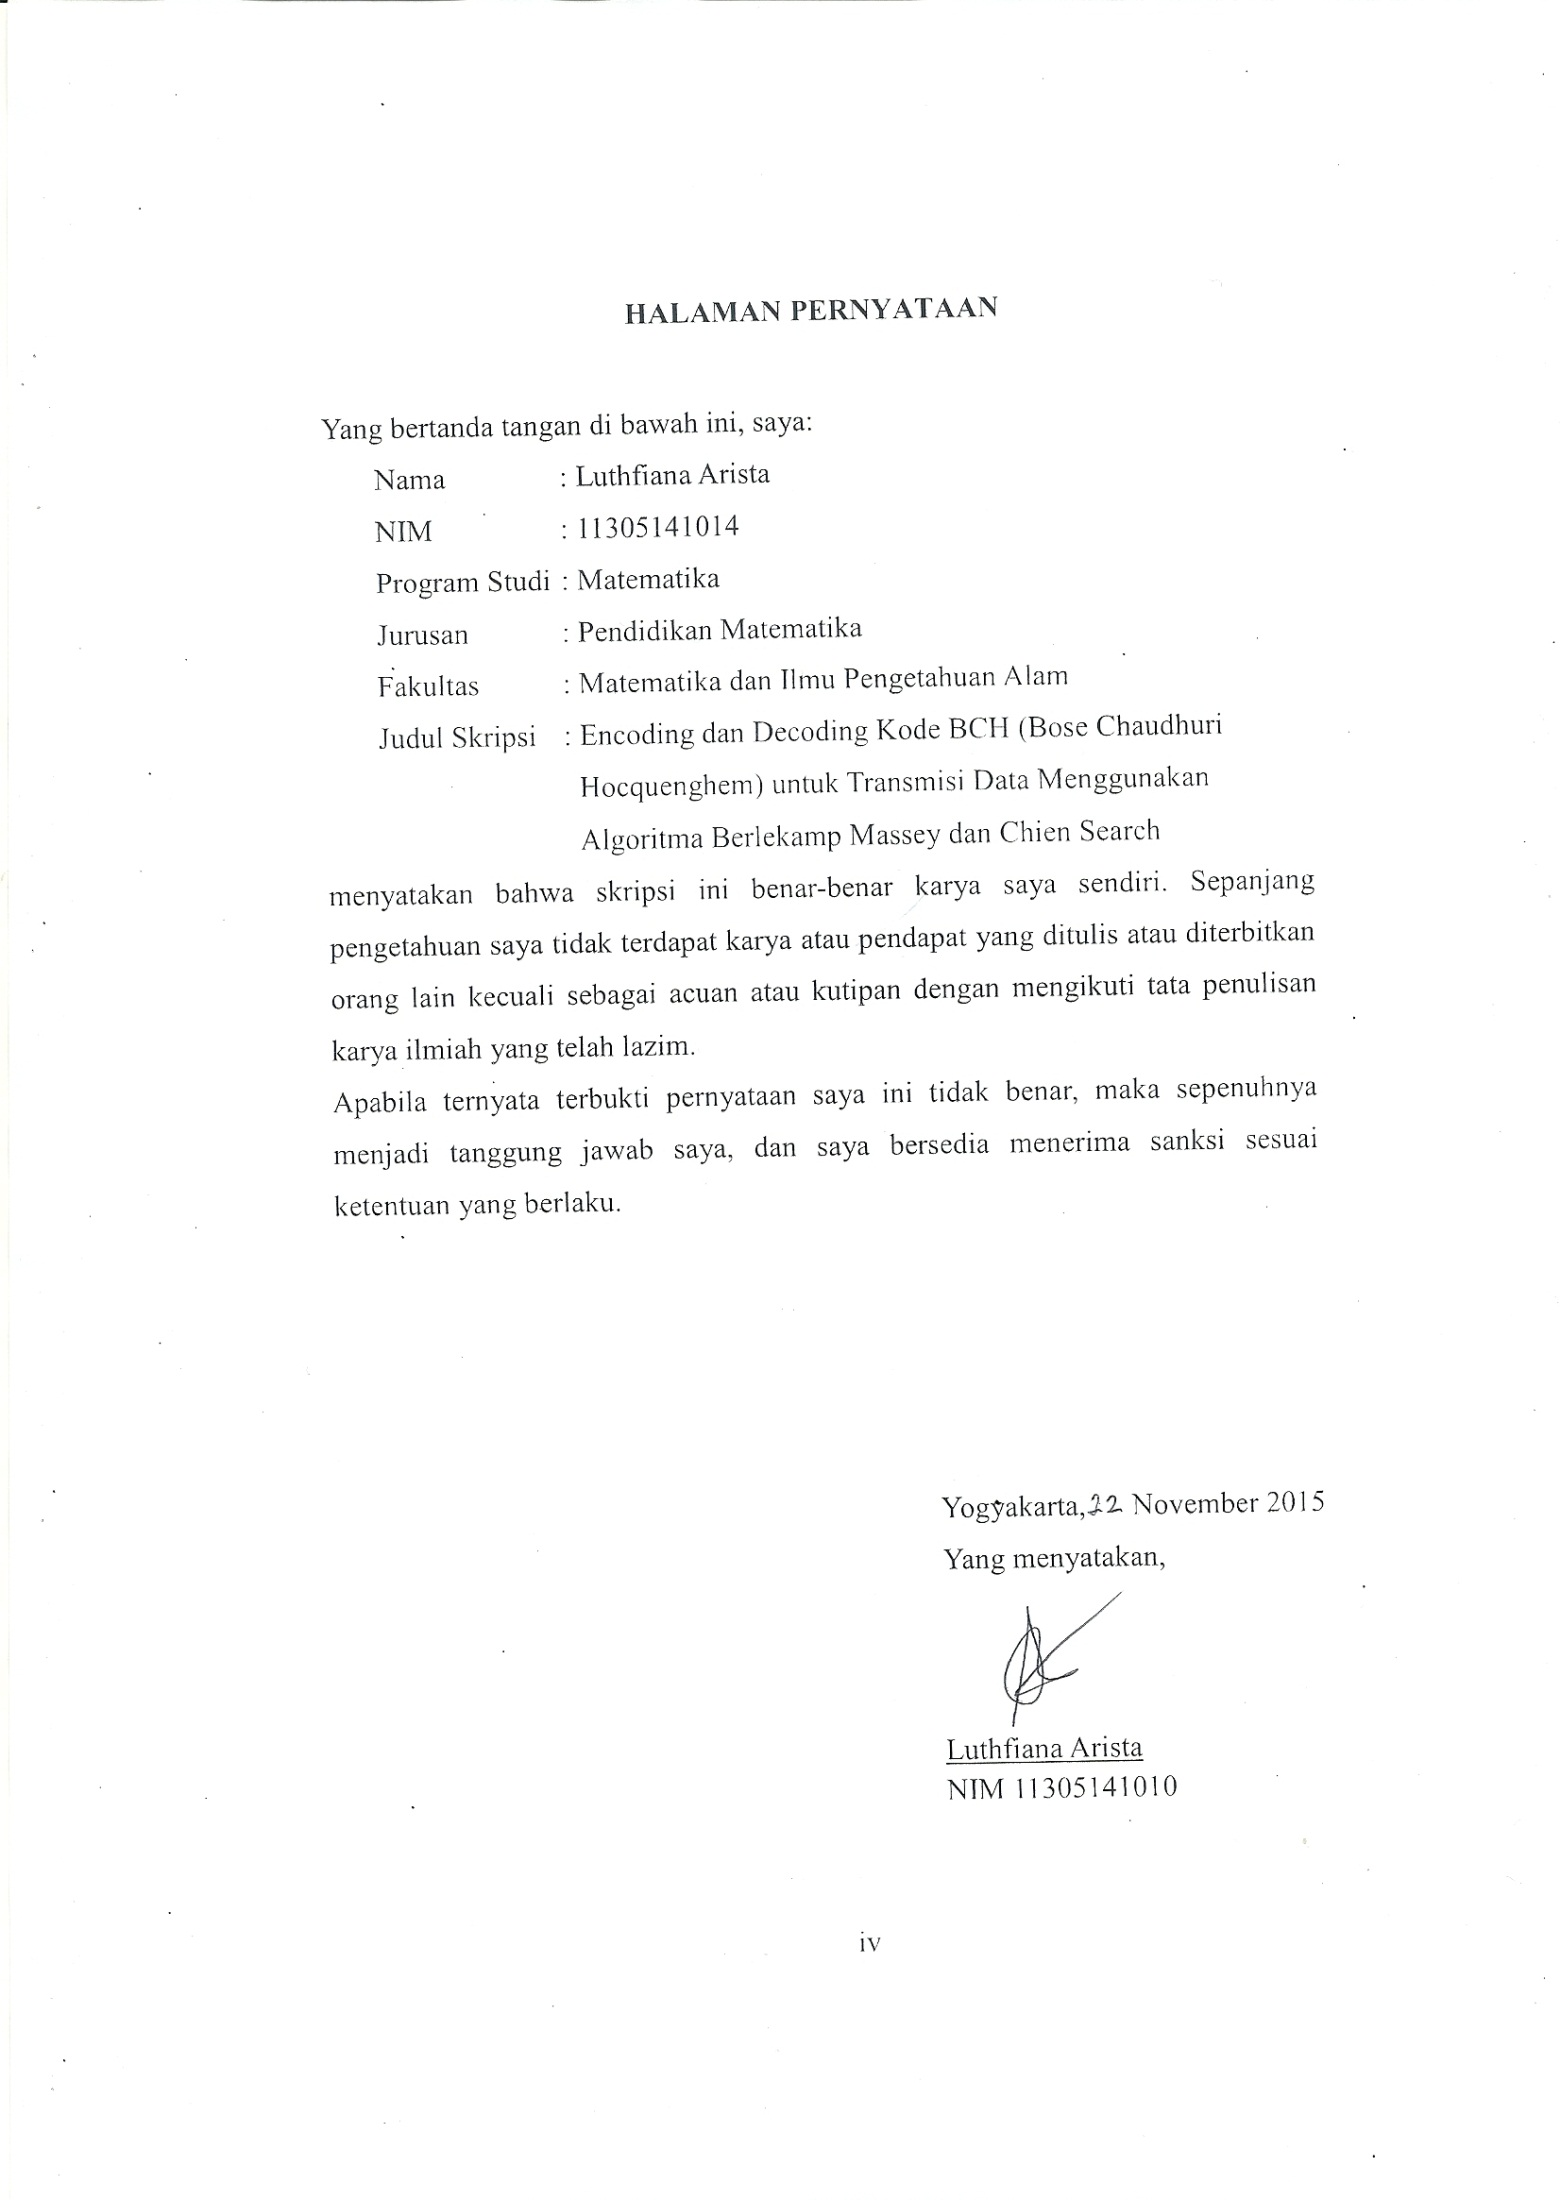 HALAMAN PERNYATAAN
Yang bertanda tangan di bawah ini, saya:
Nama : Luthfiana Arista
NIM : 11305141014
Program Studi : Matematika
Jurusan : Pendidikan Matematika
Fakultas : Matematika dan Ilmu Pengetahuan Alam
Judul Skripsi : Encoding dan Decoding Kode BCH (Bose Chaudhuri
Hocquenghem) untuk Transmisi Data Menggunakan
Algoritma Berlekamp Massey dan Chien Search
menyatakan bahwa skripsi ini benar-benar karya saya sendiri. Sepanjang
pengetahuan saya tidak terdapat karya atau pendapat yang ditulis atau diterbitkan
orang lain kecuali sebagai acuan atau kutipan dengan mengikuti tata penulisan
karya ilmiah yang telah lazim.
Apabila ternyata terbukti pernyataan saya ini tidak benar, maka sepenuhnya
menjadi tanggung jawab saya, dan saya bersedia menerima sanksi sesuai
ketentuan yang berlaku.
Yogyakarta, 22 November 2015
Yang menyatakan,
Luthfiana Arista
NIM 11305141010
iv